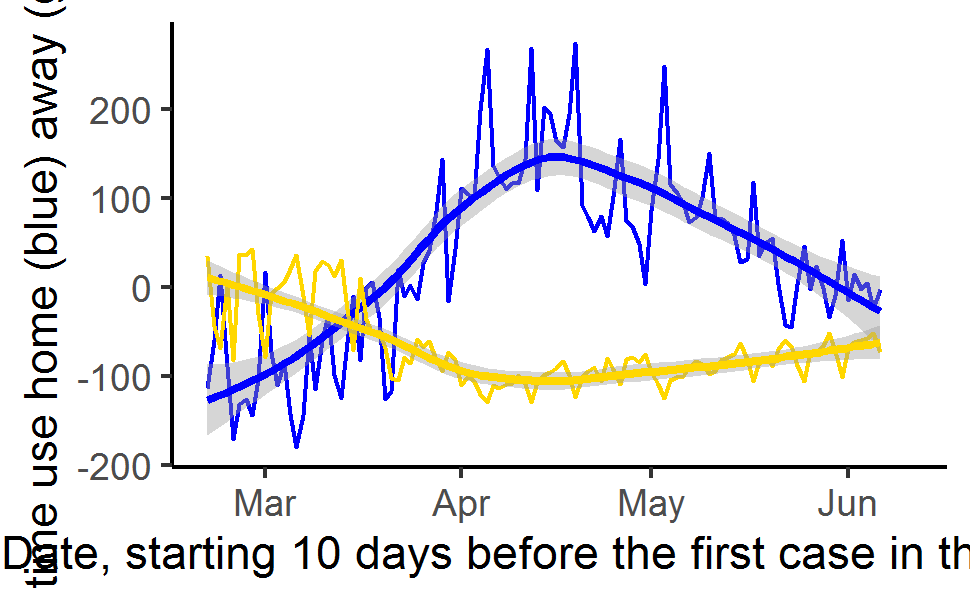 time use home (blue) away (
200
100
0
-100
-200
Mar Apr May Jun
Date, starting 10 days before the first case in th